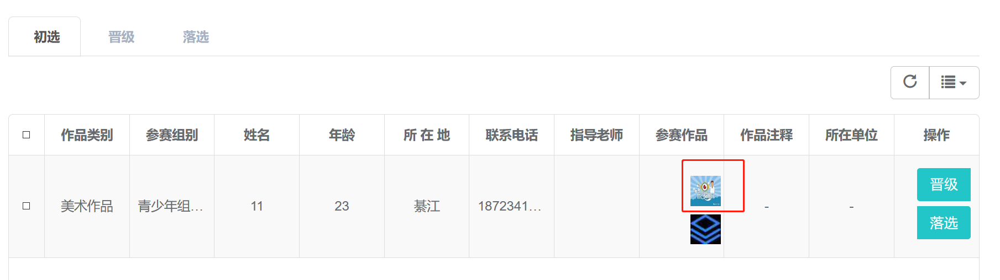 初选 晋级 落选
作品类别 参赛组别 姓名 年龄 所 在 地 联系电话 指导老师 参赛作品 作品注释 所在单位 操作
美术作品 青少年组... 11 23 綦江 1872341... - - 晋级
落选